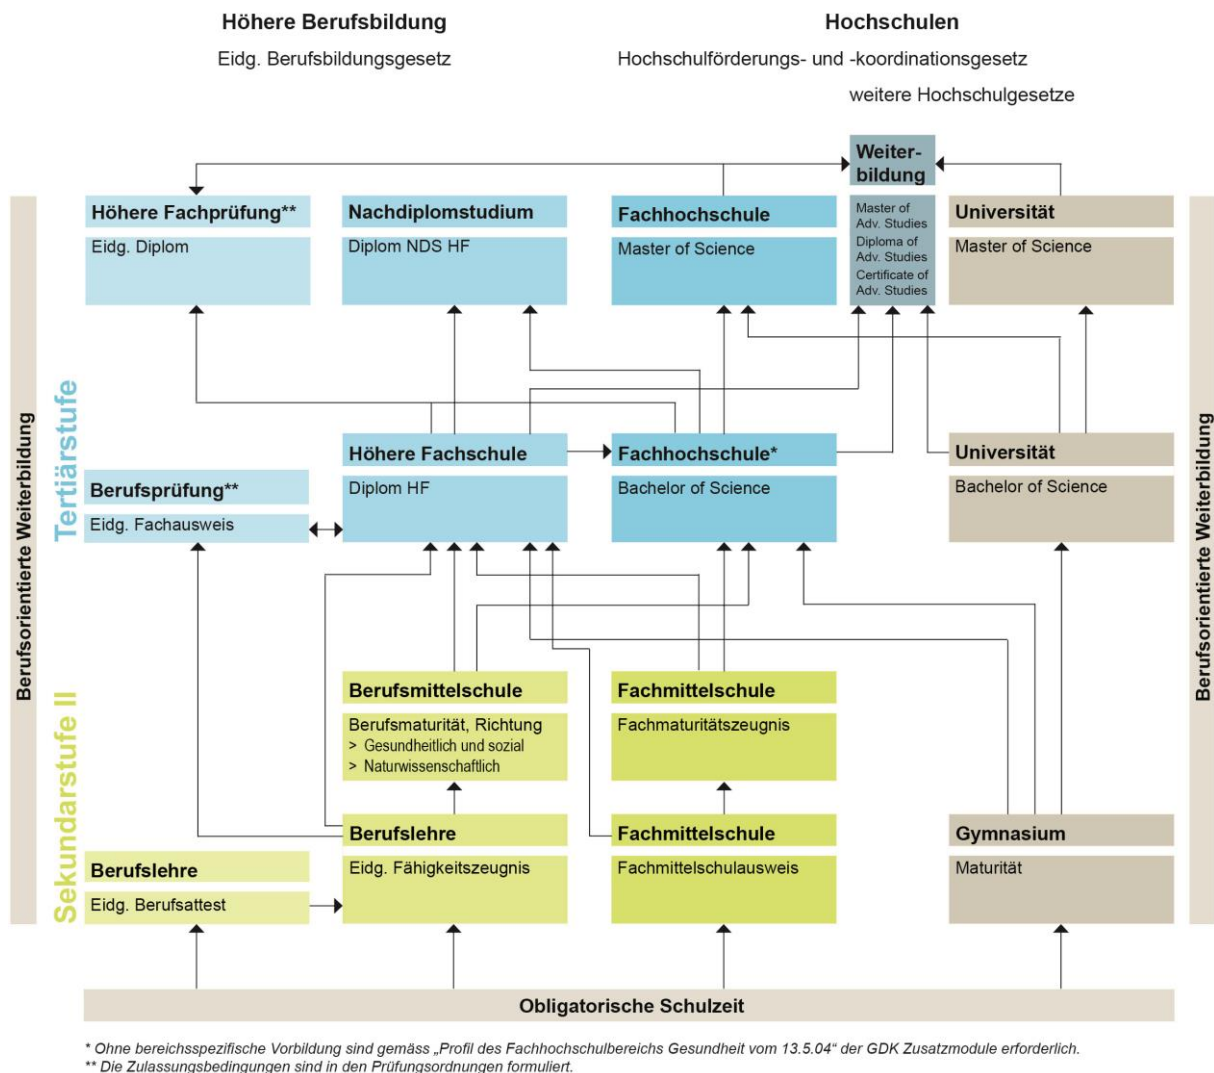 Höhere Berufsbildung
Hochschulen
Eidg. Berufsbildungsgesetz
Hochschulförderungs- und -koordinationsgesetz
weitere Hochschulgesetze
Weiter-
bildung
Master of
Adv. Studies
Diploma of
Adv. Studies
Certificate of
Adv. Studies
Höhere Fachprüfung**
Eidg. Diplom
Nachdiplomstudium
Diplom NDS HF
Fachhochschule
Master of Science
Universität
Master of Science
Berufsorientierte Weiterbildung
Tertiärstufe
Berufsprüfung**
Eidg. Fachausweis
Höhere Fachschule
Diplom HF
Fachhochschule*
Bachelor of Science
Universität
Bachelor of Science
Berufsorientierte Weiterbildung
Sekundarstufe II
Berufsmittelschule
Berufsmaturität, Richtung
> Gesundheitlich und sozial
> Naturwissenschaftlich
Fachmittelschule
Fachmaturitätszeugnis
Berufslehre
Eidg. Berufsattest
Berufslehre
Eidg. Fähigkeitszeugnis
Fachmittelschule
Fachmittelschulausweis
Gymnasium
Maturität
Obligatorische Schulzeit
* Ohne bereichsspezifische Vorbildung sind gemäss „Profil des Fachhochschulbereichs Gesundheit vom 13.5.04“ der GDK Zusatzmodule erforderlich.
** Die Zulassungsbedingungen sind in den Prüfungsordnungen formuliert.